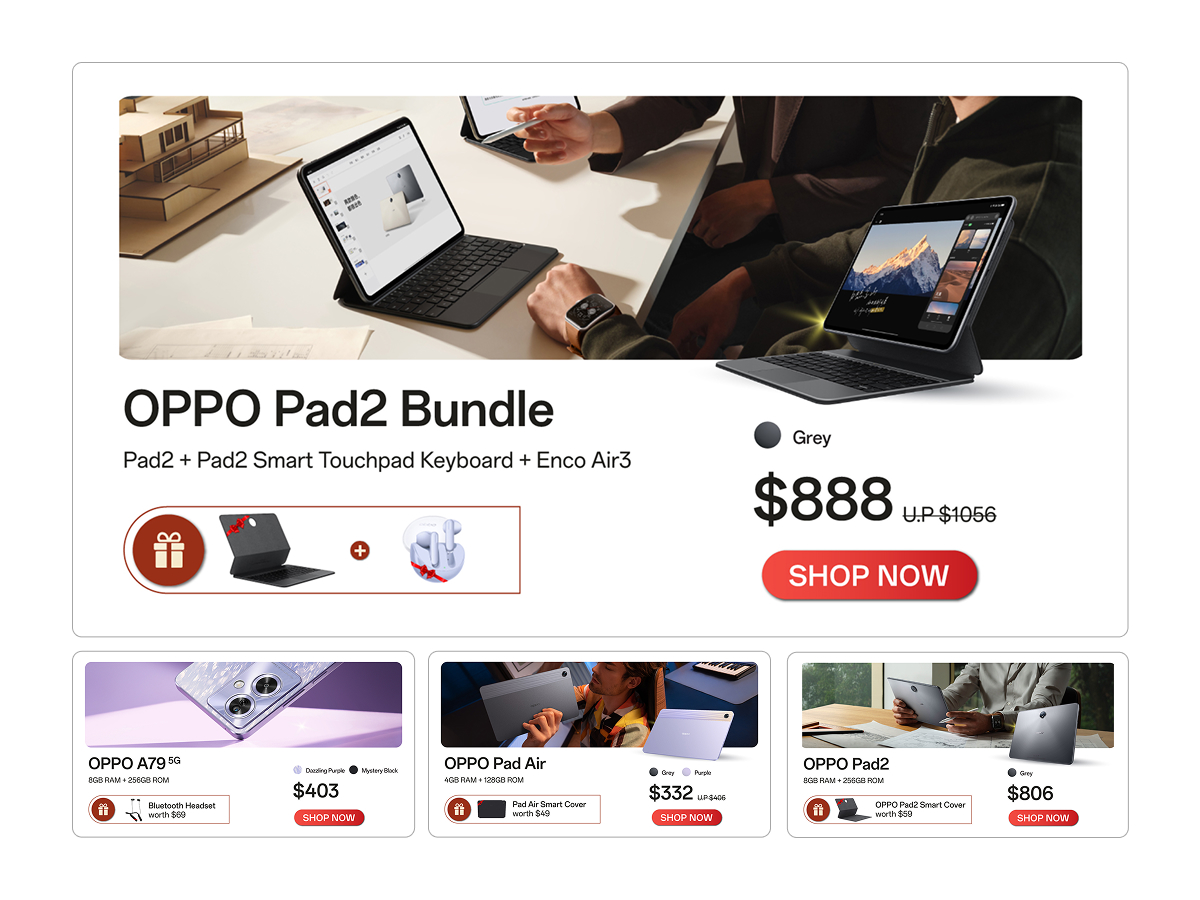 OPPO Pad2 Bundle
Pad2 + Pad2 Smart Touchpad Keyboard + Enco Air3
Grey
$888 U.P $1056
SHOP NOW
OPPO A79 5G
8GB RAM + 256GB ROM
Bluetooth Headset
worth $69
Dazzling Purple Mystery Black
$403
SHOP NOW
OPPO Pad Air
4GB RAM + 128GB ROM
Pad Air Smart Cover
worth $49
Grey Purple
$332 U.P $406
SHOP NOW
OPPO Pad2
8GB RAM + 256GB ROM
OPPO Pad2 Smart Cover
worth $59
Grey
$806
SHOP NOW